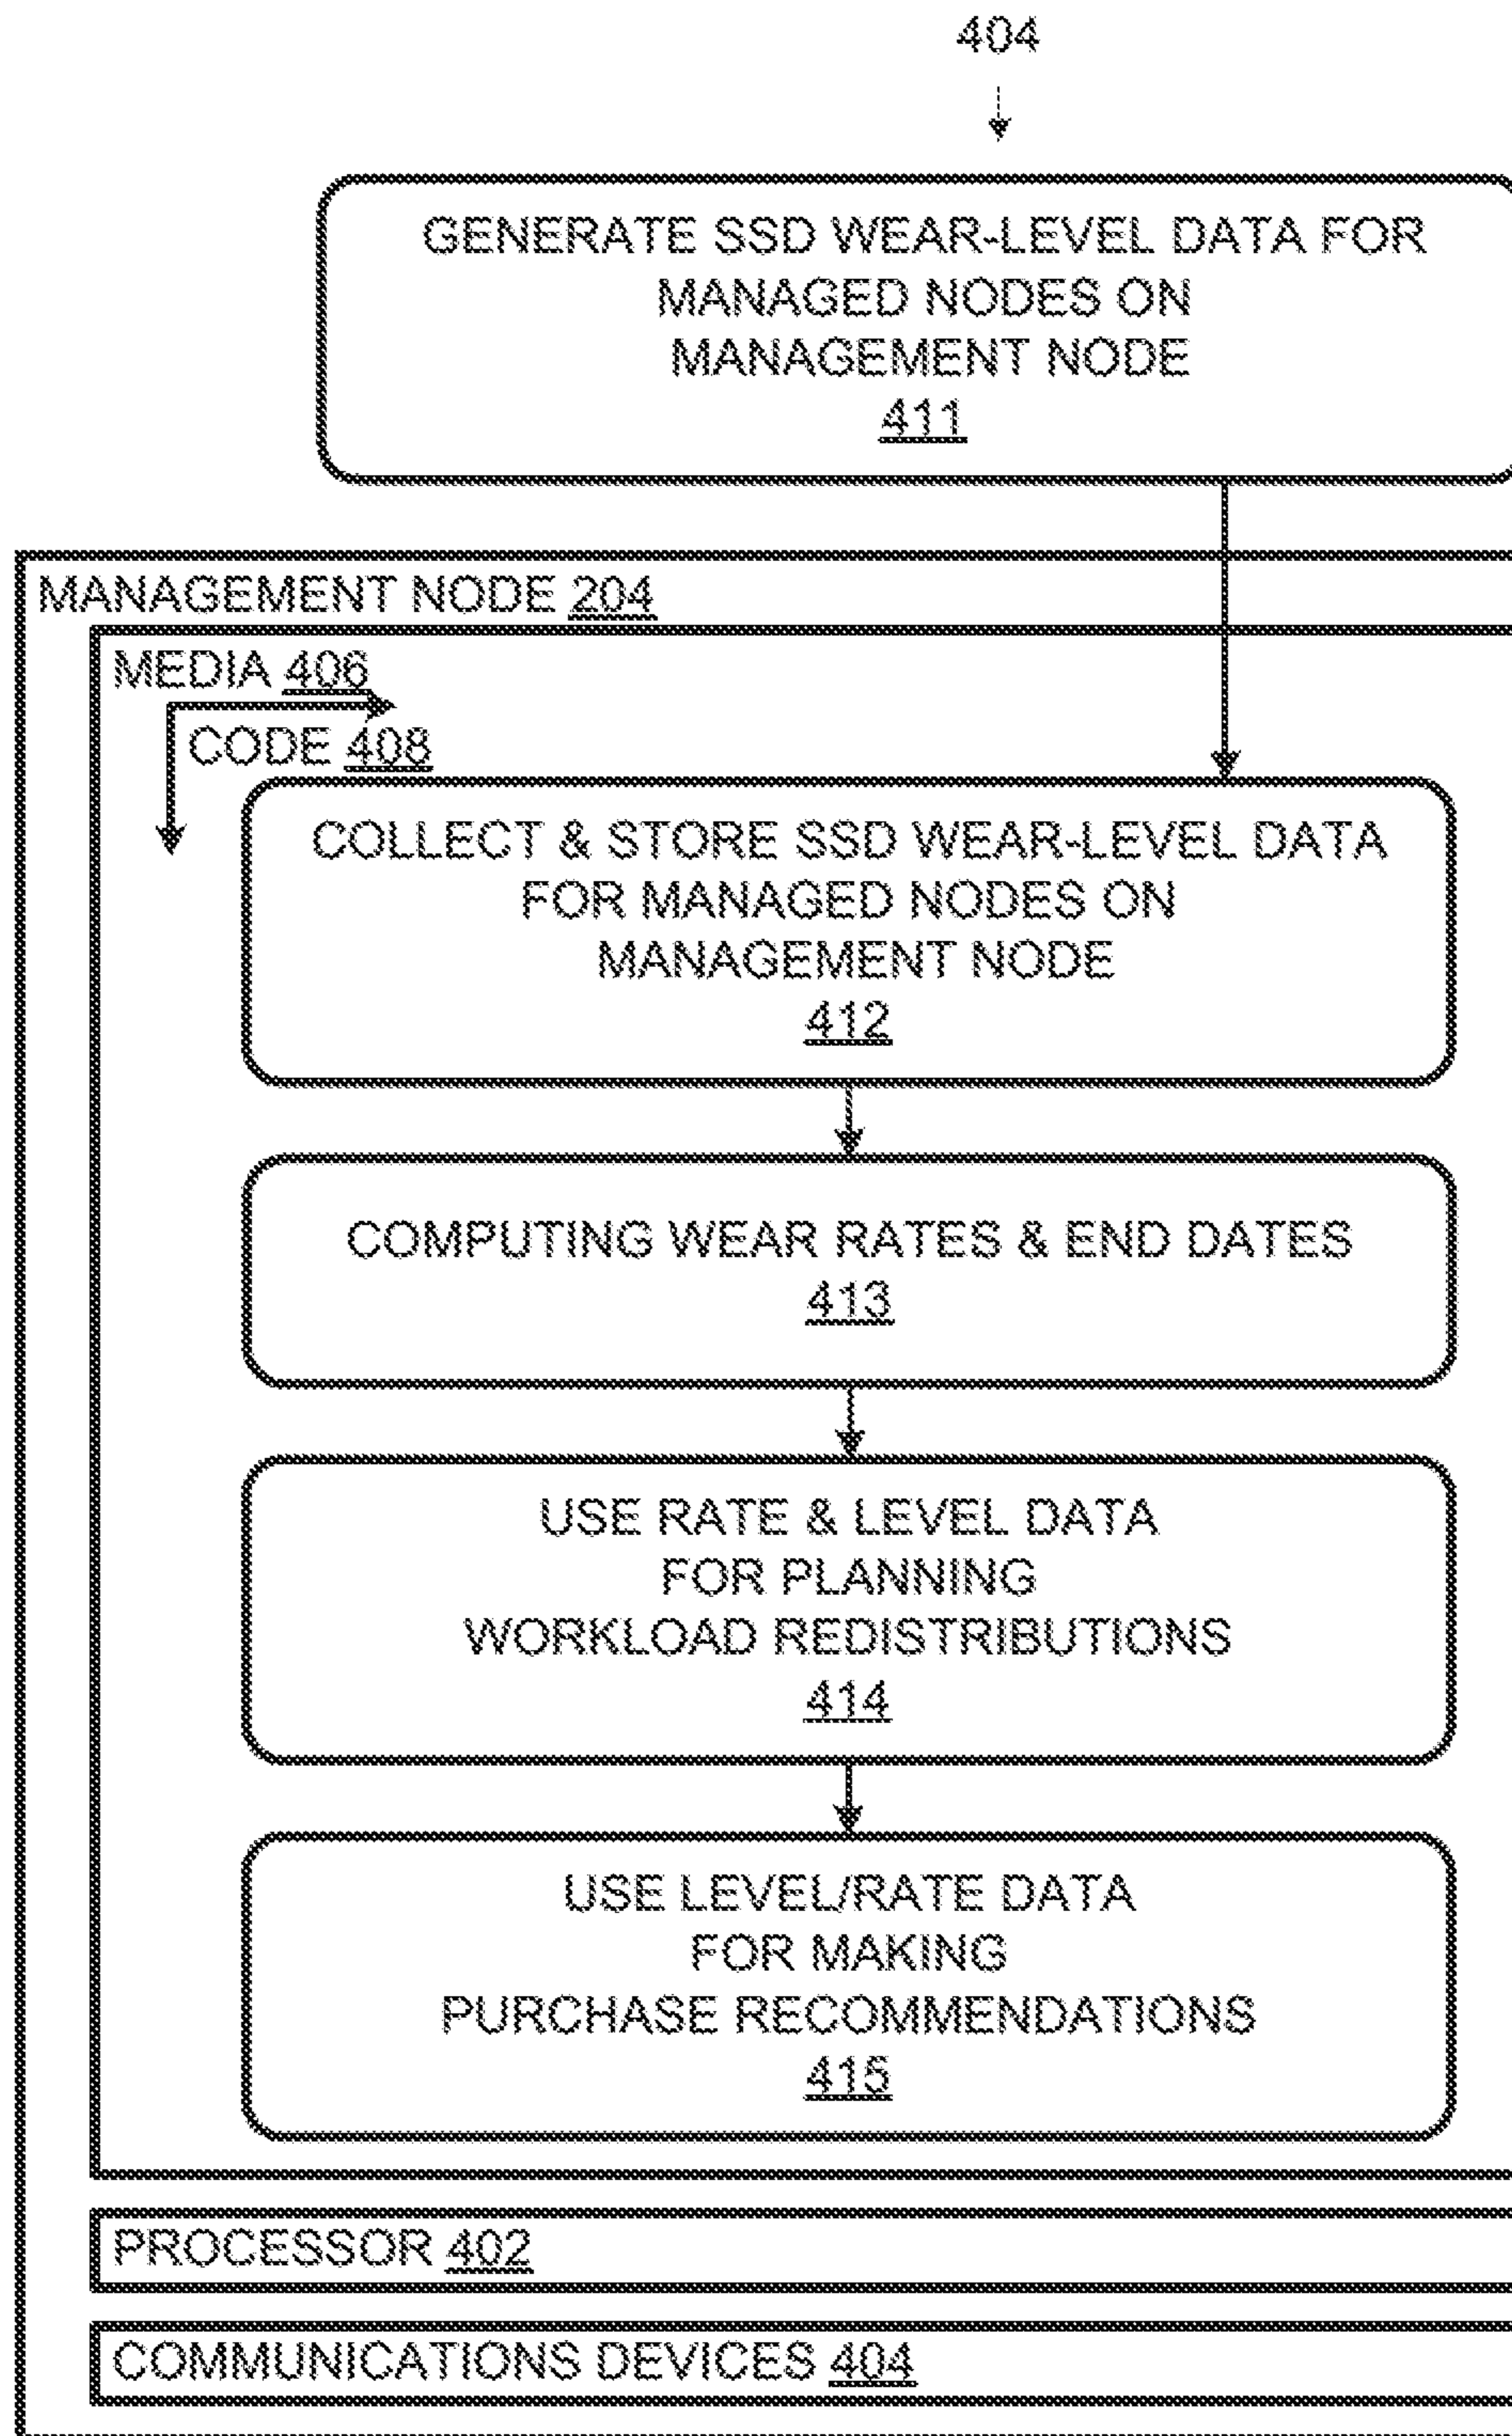 404
GENERATE SSD WEAR-LEVEL DATA FOR
MANAGED NODES ON
MANAGEMENT NODE
411
MANAGEMENT NODE 204
MEDIA 406
CODE 408
COLLECT & STORE SSD WEAR-LEVEL DATA
FOR MANAGED NODES ON
MANAGEMENT NODE
412
COMPUTING WEAR RATES & END DATES
413
USE RATE & LEVEL DATA
FOR PLANNING
WORKLOAD REDISTRIBUTIONS
414
USE LEVEL/RATE DATA
FOR MAKING
PURCHASE RECOMMENDATIONS
415
PROCESSOR 402
COMMUNICATIONS DEVICES 404